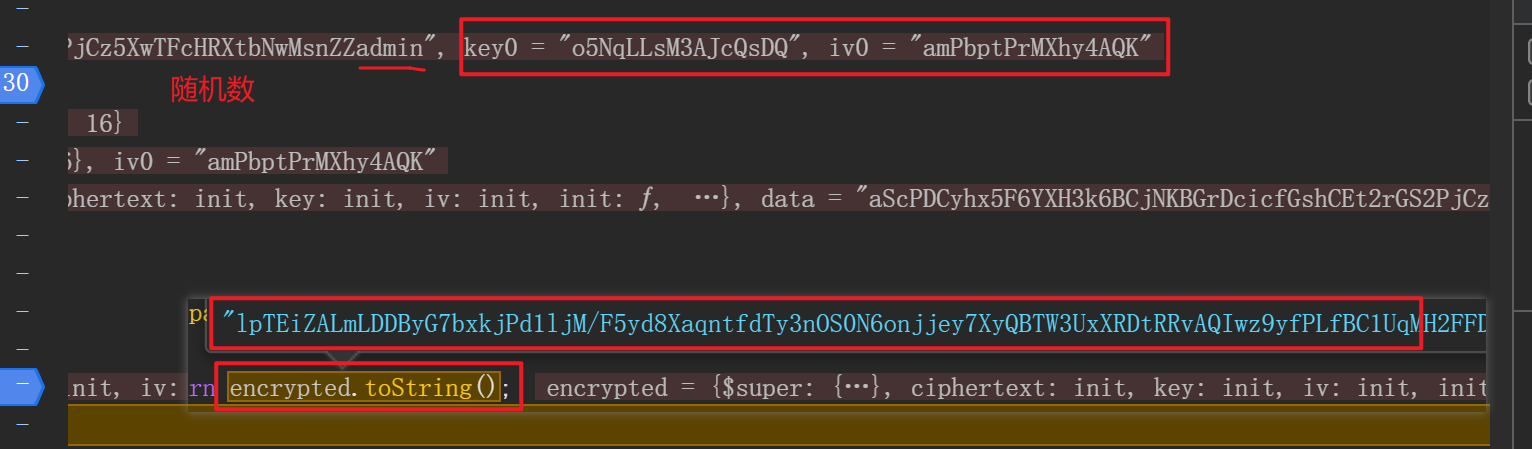 PjCz5XwTFcHRXtbNwMsnZZadmin", key0 = "o5NqLLsM3AJcQsDQ", iv0 = "amPbptPrMXhy4AQK"
30
随机数
16}
}, iv0 = "amPbptPrMXhy4AQK"
phertext: init, key: init, iv: init, init: ƒ, …}, data = "aScPDCyhx5F6YXH3k6BCjNKBGrDcicfGshCEt2rGS2PjCz
pa
"lpTEiZALmLDDByG7bxkjPd1ljM/F5yd8XaqntfdTy3nOS0N6onjjey7XyQBTW3UxXRDtRRvAQIwz9yfPLfBC1UqMH2FFD
init, iv: rn encrypted.toString(); encrypted = {$super: {…}, ciphertext: init, key: init, iv: init, init